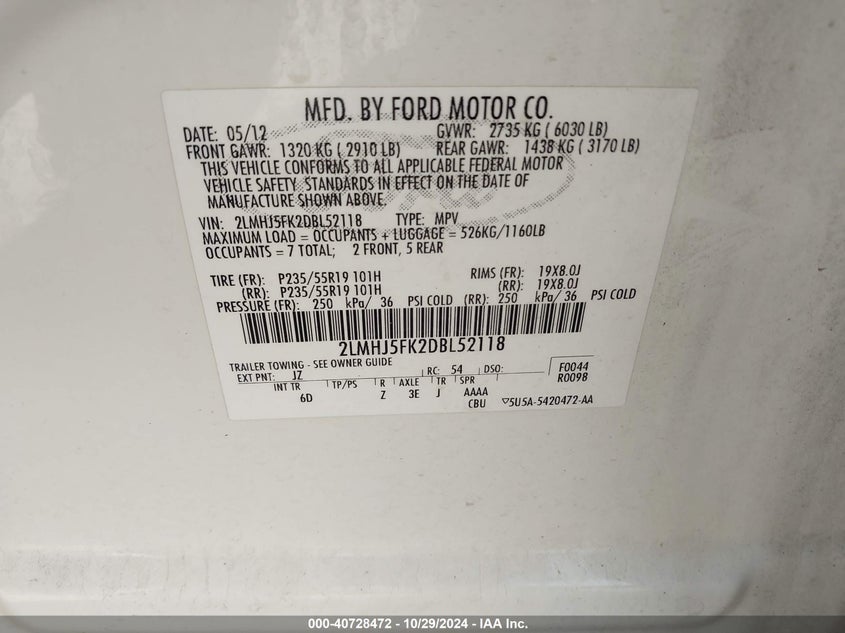 MFD. BY FORD MOTOR CO.
DATE: 05/12 GVWR: 2735 KG ( 6030 LB)
FRONT GAWR: 1320 KG ( 2910 LB) REAR GAWR: 1438 KG ( 3170 LB)
THIS VEHICLE CONFORMS TO ALL APPLICABLE FEDERAL MOTOR
VEHICLE SAFETY, STANDARDS IN EFFECT ON THE DATE OF
MANUFACTURE SHOWN ABOVE.
VIN: 2LMHJ5FK2DBL52118 TYPE: MPV
MAXIMUM LOAD = OCCUPANTS + LUGGAGE = 526KG/1160LB
OCCUPANTS = 7 TOTAL; 2 FRONT, 5 REAR
TIRE (FR): P235/55R19 101H RIMS (FR): 19X8.0J
(RR): P235/55R19 101H (RR): 19X8.0J
PRESSURE (FR): 250 kPa/ 36 PSI COLD (RR): 250 kPa/ 36 PSI COLD
2LMHJ5FK2DBL52118
TRAILER TOWING - SEE OWNER GUIDE
EXT PNT: JZ RC: 54 DSO: F0044
R0098
INT TR TP/PS R AXLE TR SPR
6D Z 3E J AAAA
CBU ▽5U5A-5420472-AA
000-40728472 - 10/29/2024 - IAA Inc.